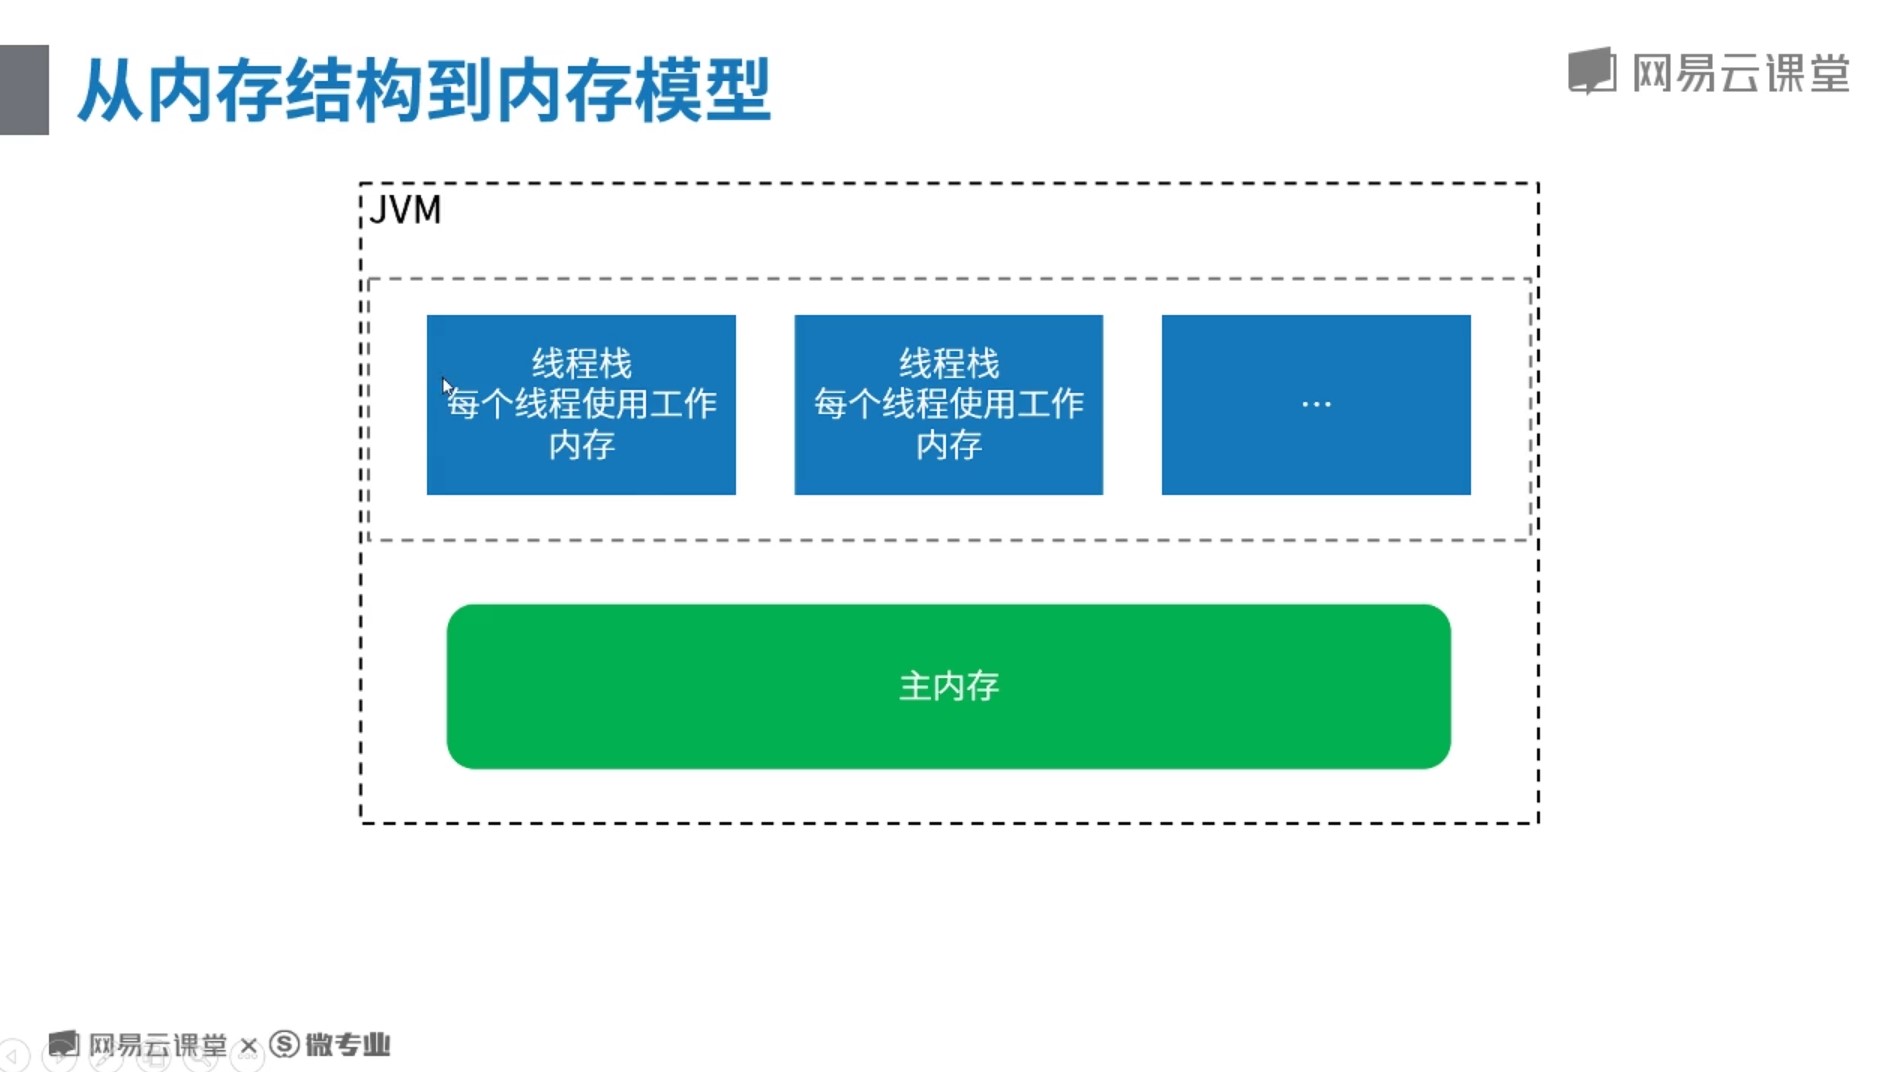 从内存结构到内存模型
网易云课堂
JVM
线程栈
每个线程使用工作
内存
线程栈
每个线程使用工作
内存
...
主内存
网易云课堂 × 微专业